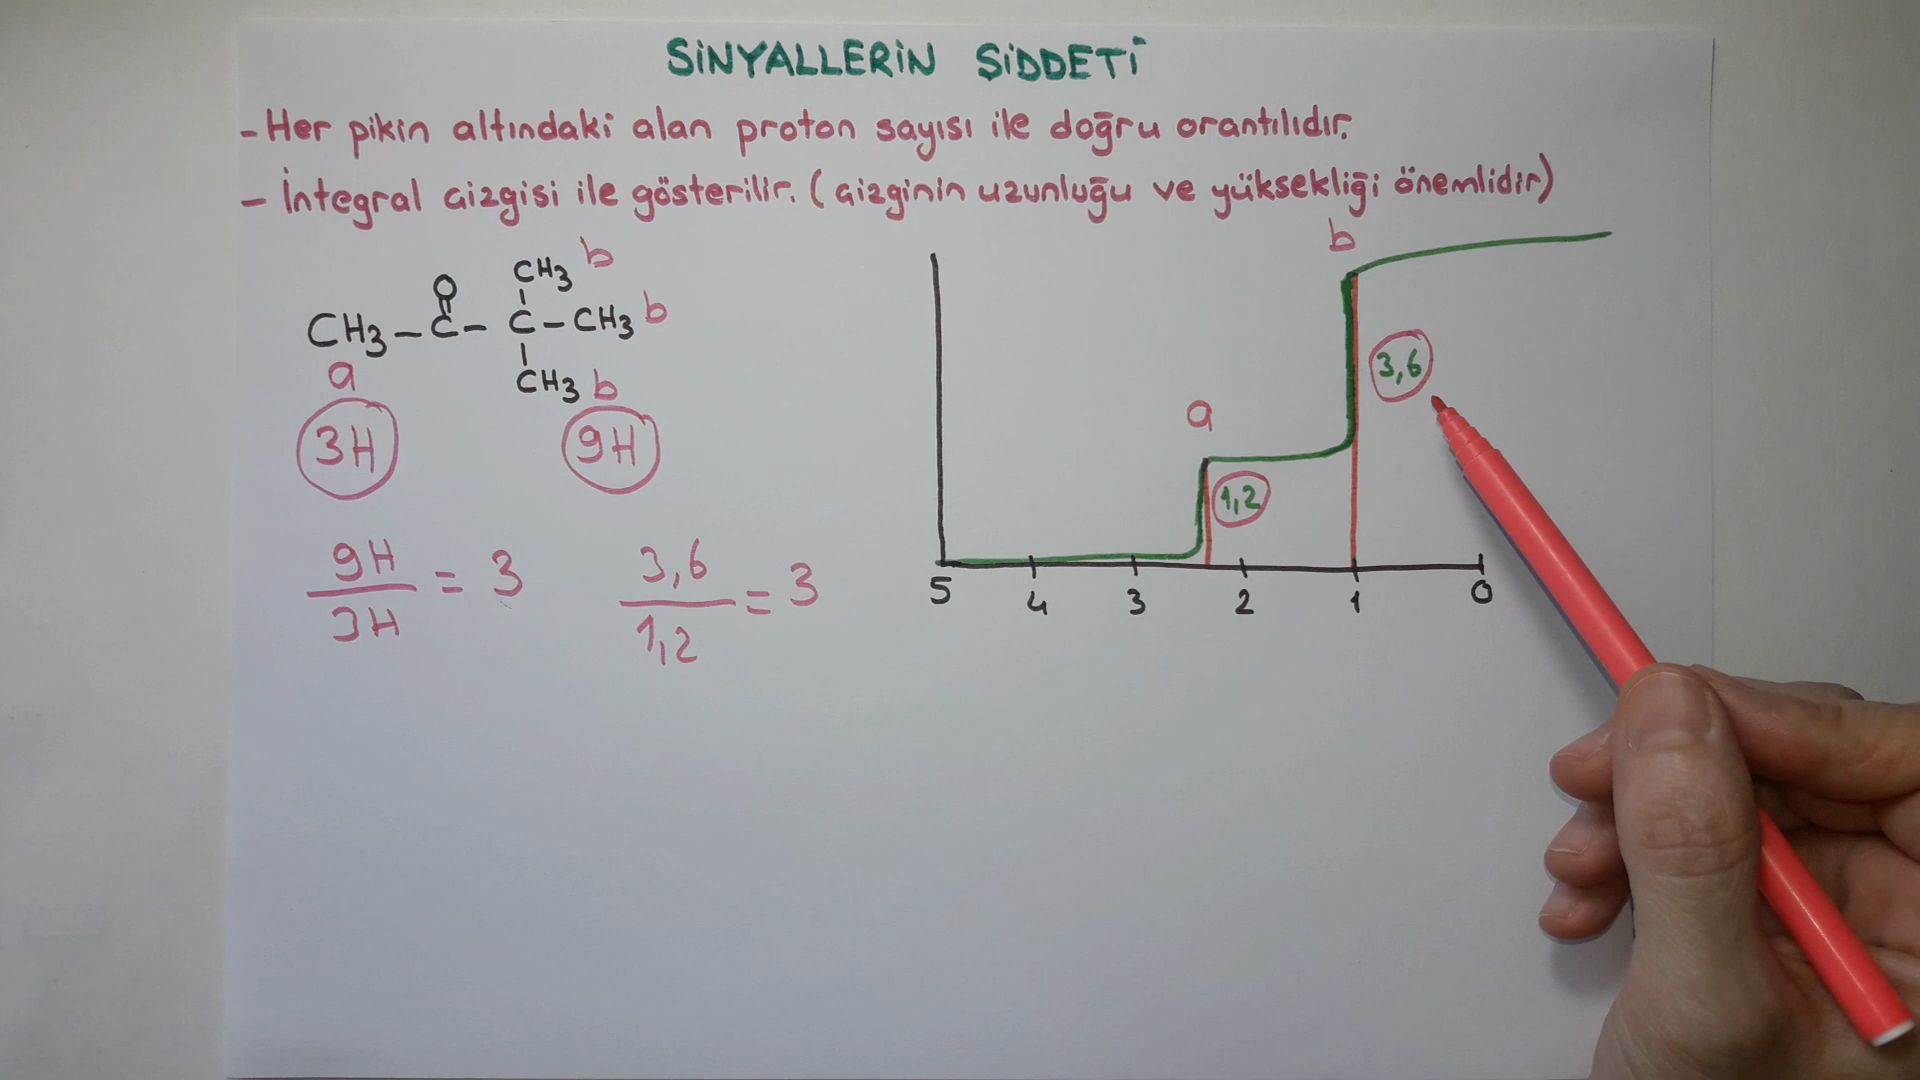 SİNYALLERİN ŞİDDETİ
- Her pikin altındaki alan proton sayısı ile doğru orantılıdır.
- İntegral çizgisi ile gösterilir. (çizginin uzunluğu ve yüksekliği önemlidir)
CH3 b
O
CH3 - C - C - CH3 b
a
CH3 b
3H 9H
9H / 3H = 3
3,6 / 1,2 = 3
b
3,6
a
1,2
5 4 3 2 1 0